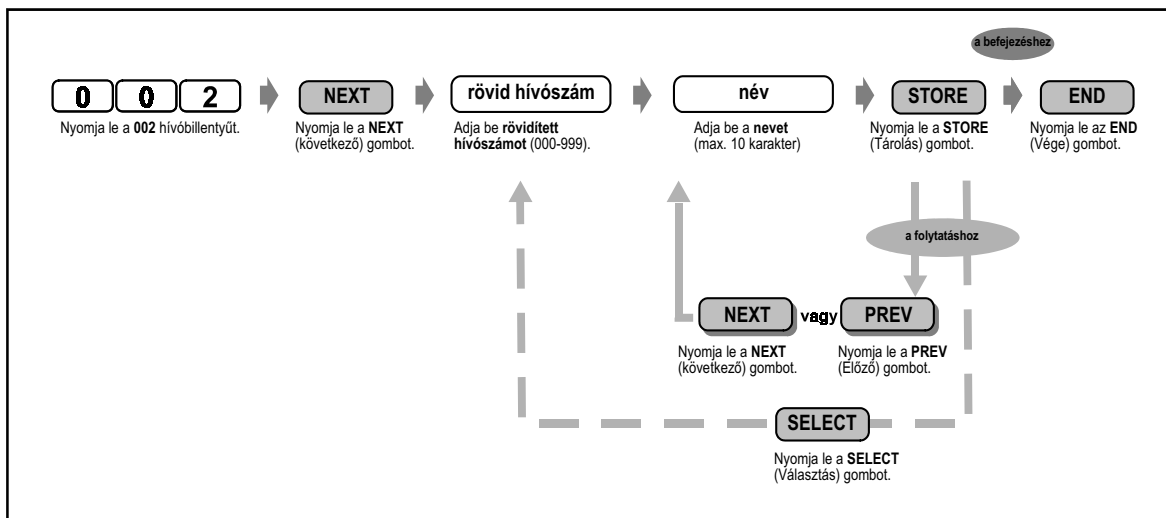 a befejezéshez
0 0 2
NEXT
rövid hívószám
név
STORE
END
Nyomja le a 002 hívóbillentyűt.
Nyomja le a NEXT
(következő) gombot.
Adja be rövidített
hívószámot (000-999).
Adja be a nevet
(max. 10 karakter)
Nyomja le a STORE
(Tárolás) gombot.
Nyomja le az END
(Vége) gombot.
a folytatáshoz
NEXT vagy PREV
Nyomja le a NEXT
(következő) gombot.
Nyomja le a PREV
(Előző) gombot.
SELECT
Nyomja le a SELECT
(Választás) gombot.